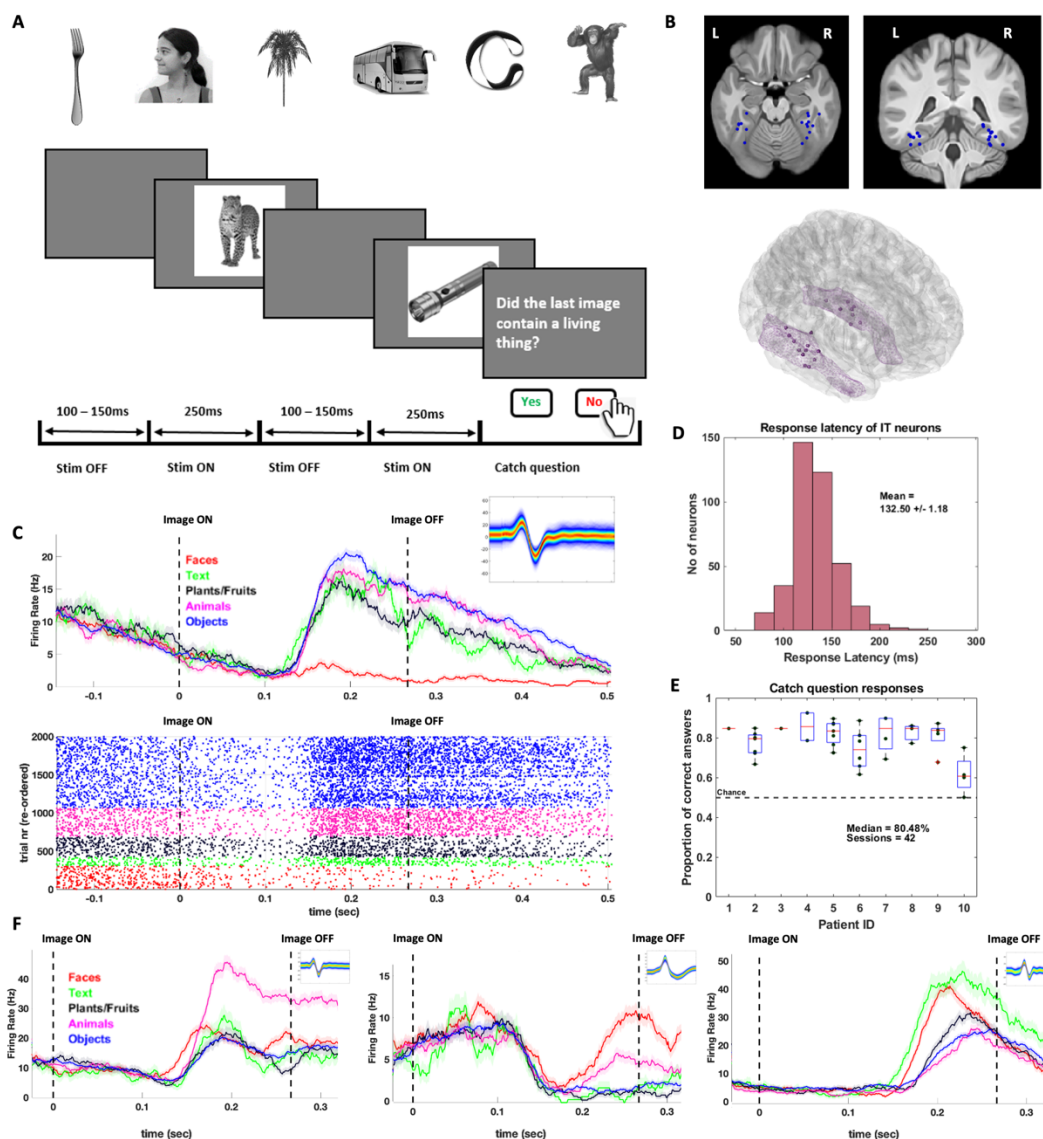 A
B
L
R
L
R
Did the last image
contain a living
thing?
Yes
No
100 – 150ms
250ms
100 – 150ms
250ms
Stim OFF
Stim ON
Stim OFF
Stim ON
Catch question
D
Response latency of IT neurons
150
100
50
0
No of neurons
Mean =
132.50 +/- 1.18
50
100
150
200
250
300
Response Latency (ms)
C
Image ON
Image OFF
Faces
Text
Plants/Fruits
Animals
Objects
Firing Rate (Hz)
20
15
10
5
0
-0.1
0
0.1
0.2
0.3
0.4
0.5
Image ON
Image OFF
trial nr (re-ordered)
2000
1500
1000
500
0
-0.1
0
0.1
0.2
0.3
0.4
0.5
time (sec)
E
Catch question responses
Proportion of correct answers
1
0.8
0.6
0.4
0.2
0
Chance
Median = 80.48%
Sessions = 42
1
2
3
4
5
6
7
8
9
10
Patient ID
F
Image ON
Image OFF
Faces
Text
Plants/Fruits
Animals
Objects
Firing Rate (Hz)
40
30
20
10
0
0
0.1
0.2
0.3
time (sec)
Image ON
Image OFF
Firing Rate (Hz)
15
10
5
0
0
0.1
0.2
0.3
time (sec)
Image ON
Image OFF
Firing Rate (Hz)
50
40
30
20
10
0
0
0.1
0.2
0.3
time (sec)